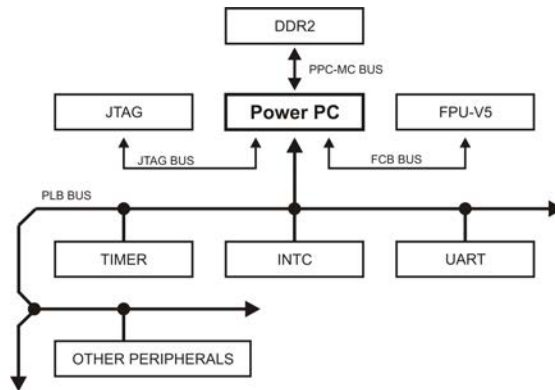 DDR2
PPC-MC BUS
JTAG
Power PC
FPU-V5
JTAG BUS
FCB BUS
PLB BUS
TIMER
INTC
UART
OTHER PERIPHERALS